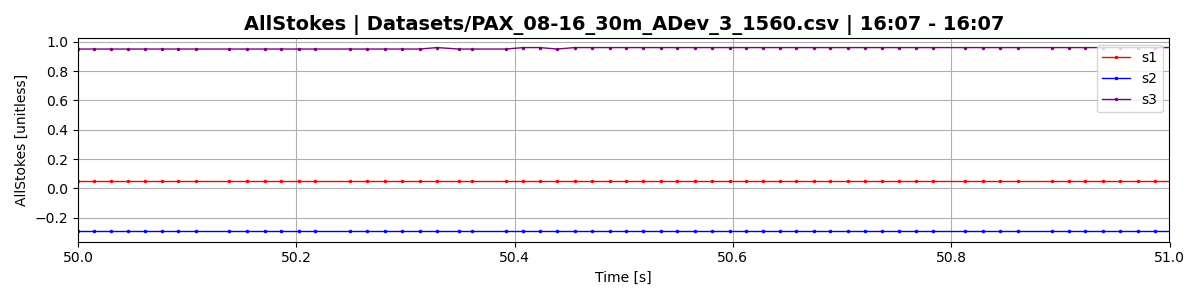 AllStokes | Datasets/PAX_08-16_30m_ADev_3_1560.csv | 16:07 - 16:07
AllStokes [unitless]
1.0
0.8
0.6
0.4
0.2
0.0
−0.2
s1
s2
s3
50.0 50.2 50.4 50.6 50.8 51.0
Time [s]